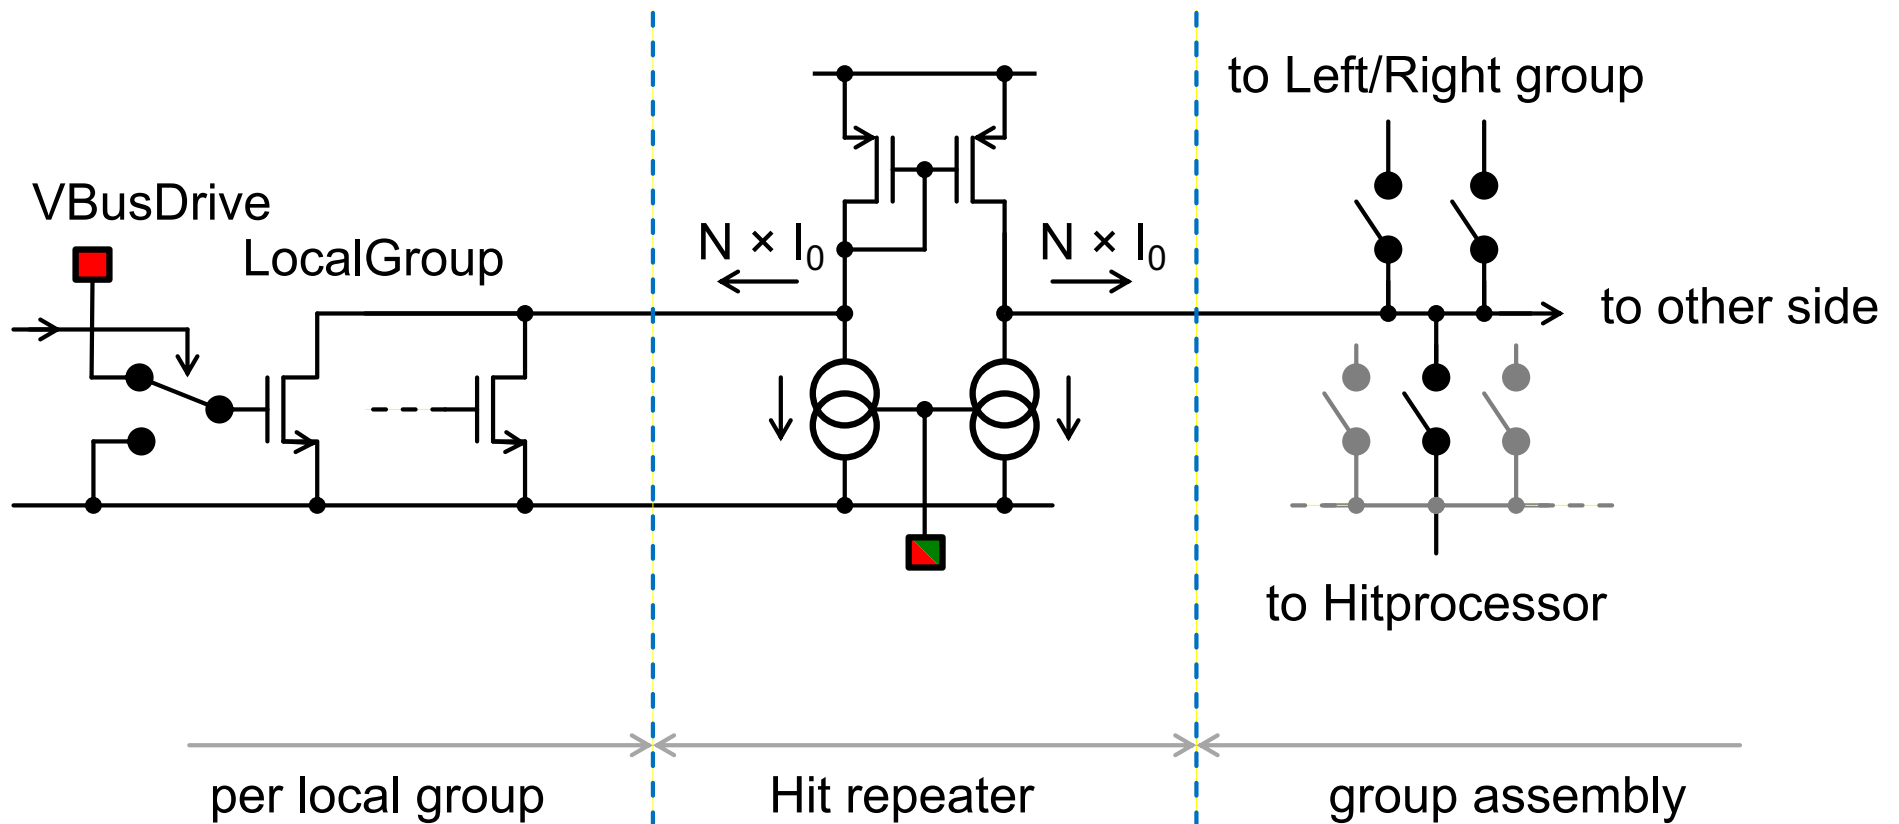 to Left/Right group
VBusDrive
LocalGroup
N × I₀
N × I₀
to other side
to Hitprocessor
per local group
Hit repeater
group assembly